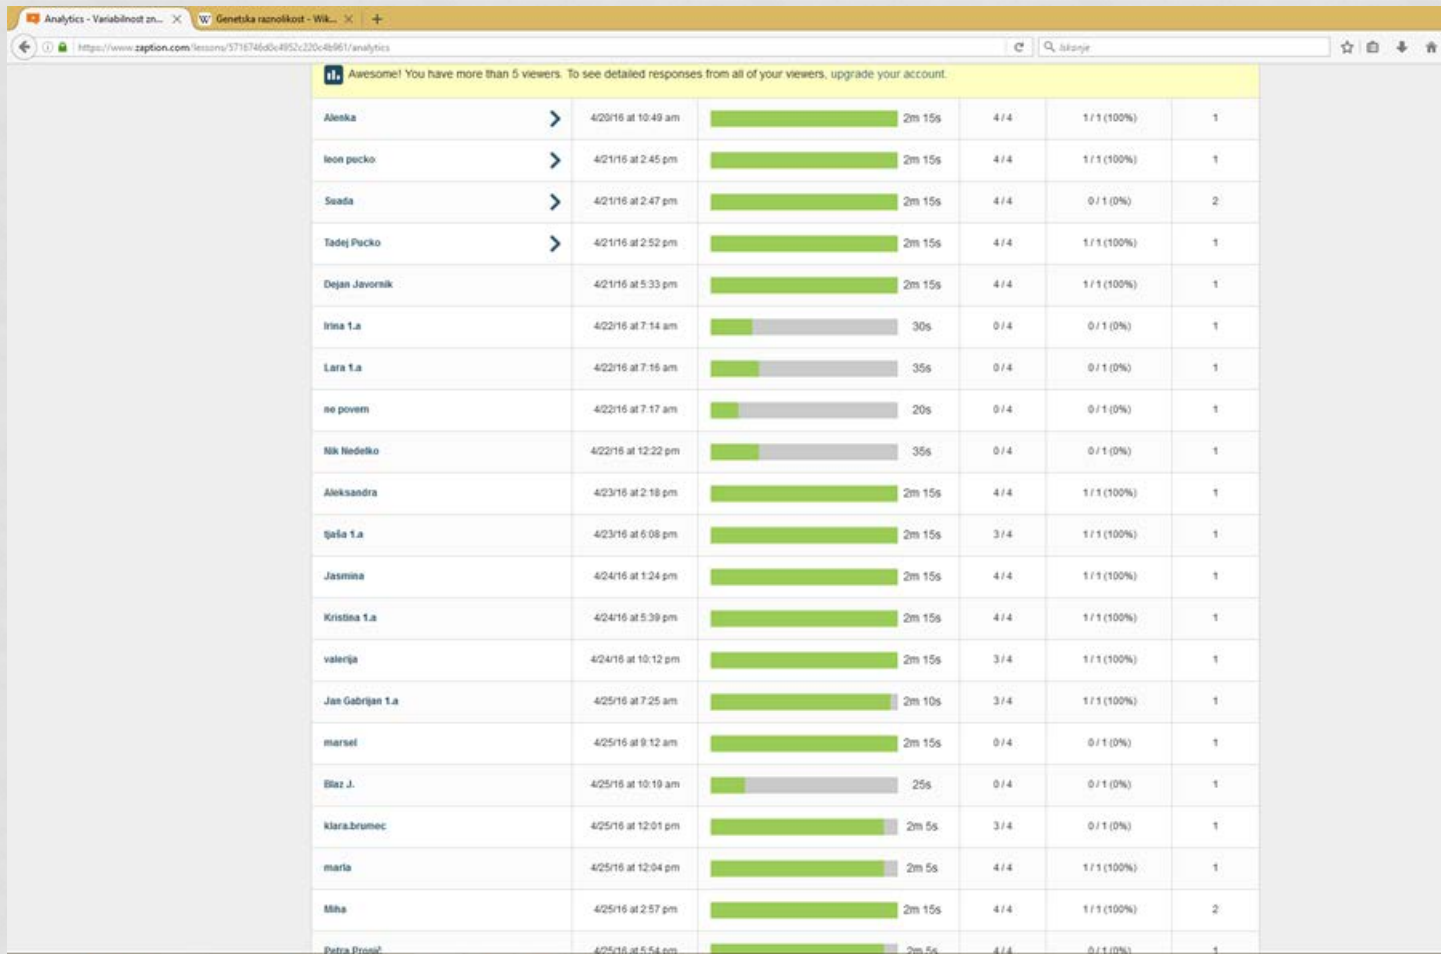 Analytics - Variabilnost zn... Genetska raznolikost - Wik...
https://www.zaption.com/lessons/5716746d0c4952c220c4b961/analytics Iskanje
Awesome! You have more than 5 viewers. To see detailed responses from all of your viewers, upgrade your account.
Alenka 4/20/16 at 10:49 am 2m 15s 4 / 4 1 / 1 (100%) 1
leon pucko 4/21/16 at 2:45 pm 2m 15s 4 / 4 1 / 1 (100%) 1
Suada 4/21/16 at 2:47 pm 2m 15s 4 / 4 0 / 1 (0%) 2
Tadej Pucko 4/21/16 at 2:52 pm 2m 15s 4 / 4 1 / 1 (100%) 1
Dejan Javornik 4/21/16 at 5:33 pm 2m 15s 4 / 4 1 / 1 (100%) 1
Irina 1.a 4/22/16 at 7:14 am 30s 0 / 4 0 / 1 (0%) 1
Lara 1.a 4/22/16 at 7:16 am 35s 0 / 4 0 / 1 (0%) 1
ne povem 4/22/16 at 7:17 am 20s 0 / 4 0 / 1 (0%) 1
Nik Nedelko 4/22/16 at 12:22 pm 35s 0 / 4 0 / 1 (0%) 1
Aleksandra 4/23/16 at 2:18 pm 2m 15s 4 / 4 1 / 1 (100%) 1
tjaša 1.a 4/23/16 at 6:08 pm 2m 15s 3 / 4 1 / 1 (100%) 1
Jasmina 4/24/16 at 1:24 pm 2m 15s 4 / 4 1 / 1 (100%) 1
Kristina 1.a 4/24/16 at 5:39 pm 2m 15s 4 / 4 1 / 1 (100%) 1
valerija 4/24/16 at 10:12 pm 2m 15s 3 / 4 1 / 1 (100%) 1
Jan Gabrijan 1.a 4/25/16 at 7:25 am 2m 10s 3 / 4 1 / 1 (100%) 1
marsel 4/25/16 at 9:12 am 2m 15s 0 / 4 0 / 1 (0%) 1
Blaz J. 4/25/16 at 10:19 am 25s 0 / 4 0 / 1 (0%) 1
klara.brumec 4/25/16 at 12:01 pm 2m 5s 3 / 4 0 / 1 (0%) 1
maria 4/25/16 at 12:04 pm 2m 5s 4 / 4 1 / 1 (100%) 1
Miha 4/25/16 at 2:57 pm 2m 15s 4 / 4 1 / 1 (100%) 2
Petra 4/25/16 at 5:54 pm 2m 5s 4 / 4 0 / 1 (0%) 1